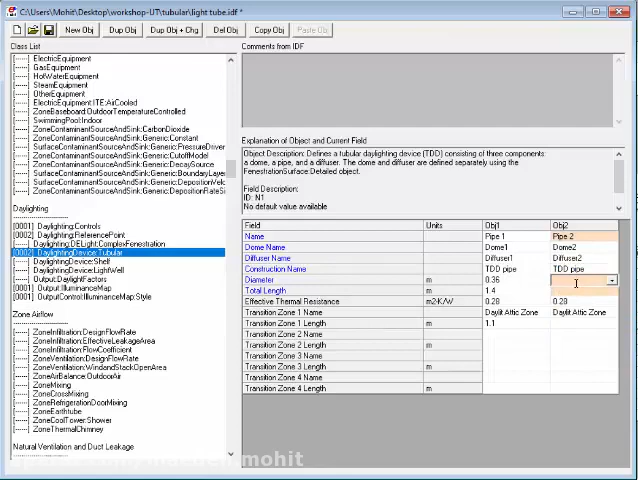 C:\Users\Mohit\Desktop\workshop-UT\tubular\light tube.idf *
New Obj Dup Obj Dup Obj + Chg Del Obj Copy Obj Paste Obj
Class List
[------] ElectricEquipment
[------] GasEquipment
[------] HotWaterEquipment
[------] SteamEquipment
[------] OtherEquipment
[------] ElectricEquipment:ITE:AirCooled
[------] ZoneBaseboard:OutdoorTemperatureControlled
[------] SwimmingPool:Indoor
[------] ZoneContaminantSourceAndSink:CarbonDioxide
[------] ZoneContaminantSourceAndSink:Generic:Constant
[------] SurfaceContaminantSourceAndSink:Generic:PressureDriver
[------] ZoneContaminantSourceAndSink:Generic:CutoffModel
[------] ZoneContaminantSourceAndSink:Generic:DecaySource
[------] SurfaceContaminantSourceAndSink:Generic:BoundaryLayer
[------] SurfaceContaminantSourceAndSink:Generic:DepositionVelo
[------] ZoneContaminantSourceAndSink:Generic:DepositionRateSi
Daylighting
[0001] Daylighting:Controls
[0002] Daylighting:ReferencePoint
[------] Daylighting:DELight:ComplexFenestration
[0002] DaylightingDevice:Tubular
[------] DaylightingDevice:Shelf
[------] DaylightingDevice:LightWell
[------] Output:DaylightFactors
[0001] Output:IlluminanceMap
[0001] OutputControl:IlluminanceMap:Style
Zone Airflow
[------] ZoneInfiltration:DesignFlowRate
[------] ZoneInfiltration:EffectiveLeakageArea
[------] ZoneInfiltration:FlowCoefficient
[------] ZoneVentilation:DesignFlowRate
[------] ZoneVentilation:WindandStackOpenArea
[------] ZoneAirBalance:OutdoorAir
[------] ZoneMixing
[------] ZoneCrossMixing
[------] ZoneRefrigerationDoorMixing
[------] ZoneEarthtube
[------] ZoneCoolTower:Shower
[------] ZoneThermalChimney
Natural Ventilation and Duct Leakage
Comments from IDF
Explanation of Object and Current Field
Object Description: Defines a tubular daylighting device (TDD) consisting of three components:
a dome, a pipe, and a diffuser. The dome and diffuser are defined separately using the
FenestrationSurface:Detailed object.
Field Description:
ID: N1
No default value available
Field Units Obj1 Obj2
Name Pipe 1 Pipe 2
Dome Name Dome1 Dome2
Diffuser Name Diffuser1 Diffuser2
Construction Name TDD pipe TDD pipe
Diameter m 0.36
Total Length m 1.4
Effective Thermal Resistance m2-K/W 0.28 0.28
Transition Zone 1 Name Daylit Attic Zone Daylit Attic Zone
Transition Zone 1 Length m 1.1
Transition Zone 2 Name
Transition Zone 2 Length m
Transition Zone 3 Name
Transition Zone 3 Length m
Transition Zone 4 Name
Transition Zone 4 Length m
mohit